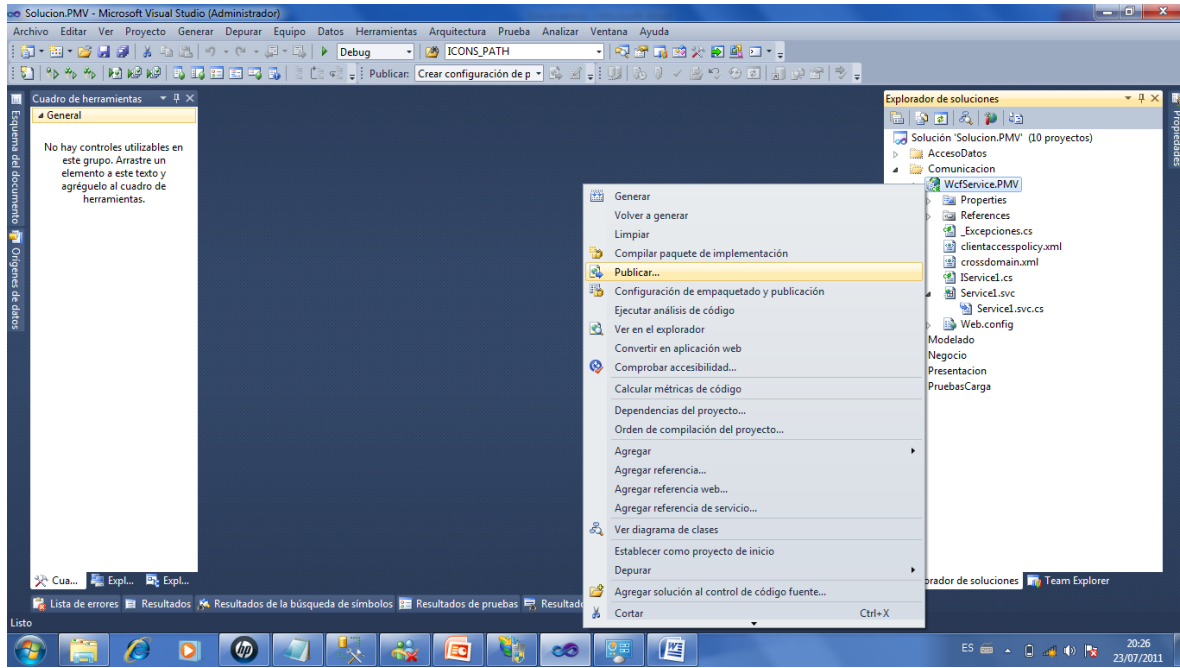 Solucion.PMV - Microsoft Visual Studio (Administrador)
Archivo Editar Ver Proyecto Generar Depurar Equipo Datos Herramientas Arquitectura Prueba Analizar Ventana Ayuda
Debug ICONS_PATH
Publicar: Crear configuración de p
Esquema del documento
Orígenes de datos
Cuadro de herramientas
General
No hay controles utilizables en
este grupo. Arrastre un
elemento a este texto y
agréguelo al cuadro de
herramientas.
Cua... Expl... Expl...
Generar
Volver a generar
Limpiar
Compilar paquete de implementación
Publicar...
Configuración de empaquetado y publicación
Ejecutar análisis de código
Ver en el explorador
Convertir en aplicación web
Comprobar accesibilidad...
Calcular métricas de código
Dependencias del proyecto...
Orden de compilación del proyecto...
Agregar
Agregar referencia...
Agregar referencia web...
Agregar referencia de servicio...
Ver diagrama de clases
Establecer como proyecto de inicio
Depurar
Agregar solución al control de código fuente...
Cortar Ctrl+X
Explorador de soluciones
Solución 'Solucion.PMV' (10 proyectos)
AccesoDatos
Comunicacion
WcfService.PMV
Properties
References
_Excepciones.cs
clientaccesspolicy.xml
crossdomain.xml
IService1.cs
Service1.svc
Service1.svc.cs
Web.config
Modelado
Negocio
Presentacion
PruebasCarga
orador de soluciones Team Explorer
Propiedades
Lista de errores Resultados Resultados de la búsqueda de símbolos Resultados de pruebas Resultado
Listo
hp
ES
20:26
23/07/2011